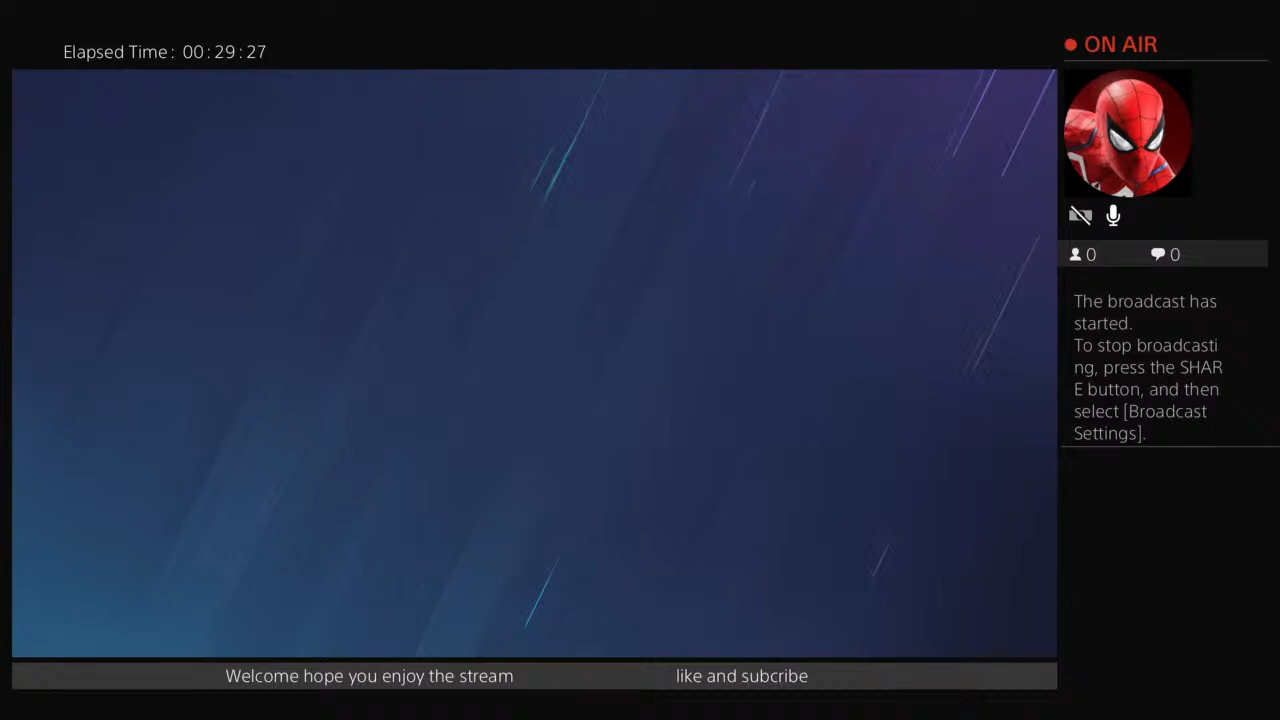 Elapsed Time: 00:29:27
ON AIR
0 0
The broadcast has
started.
To stop broadcasti
ng, press the SHAR
E button, and then
select [Broadcast
Settings].
Welcome hope you enjoy the stream like and subcribe